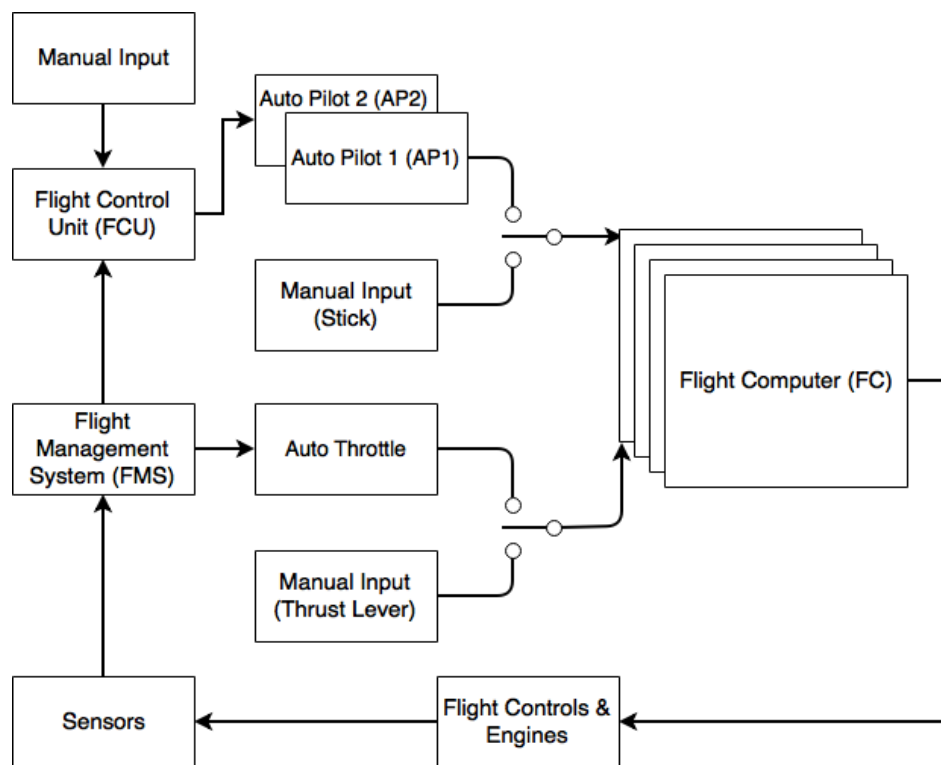 Manual Input
Auto Pilot 2 (AP2)
Auto Pilot 1 (AP1)
Flight Control
Unit (FCU)
Manual Input
(Stick)
Flight Computer (FC)
Flight
Management
System (FMS)
Auto Throttle
Manual Input
(Thrust Lever)
Sensors
Flight Controls &
Engines